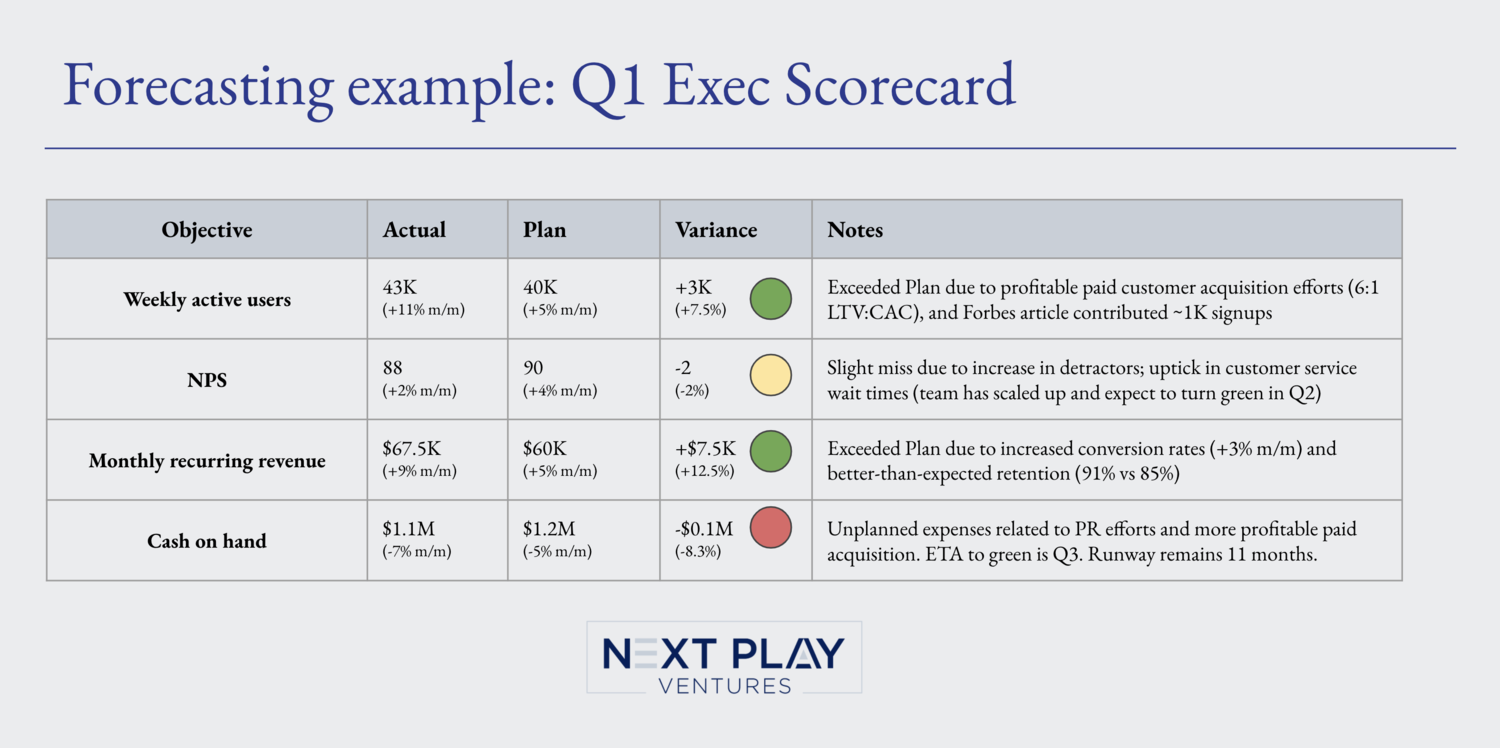 Forecasting example: Q1 Exec Scorecard
Objective
Actual
Plan
Variance
Notes
Weekly active users
43K
(+11% m/m)
40K
(+5% m/m)
+3K
(+7.5%)
Exceeded Plan due to profitable paid customer acquisition efforts (6:1
LTV:CAC), and Forbes article contributed ~1K signups
NPS
88
(+2% m/m)
90
(+4% m/m)
-2
(-2%)
Slight miss due to increase in detractors; uptick in customer service
wait times (team has scaled up and expect to turn green in Q2)
Monthly recurring revenue
$67.5K
(+9% m/m)
$60K
(+5% m/m)
+$7.5K
(+12.5%)
Exceeded Plan due to increased conversion rates (+3% m/m) and
better-than-expected retention (91% vs 85%)
Cash on hand
$1.1M
(-7% m/m)
$1.2M
(-5% m/m)
-$0.1M
(-8.3%)
Unplanned expenses related to PR efforts and more profitable paid
acquisition. ETA to green is Q3. Runway remains 11 months.
NEXT PLAY
VENTURES